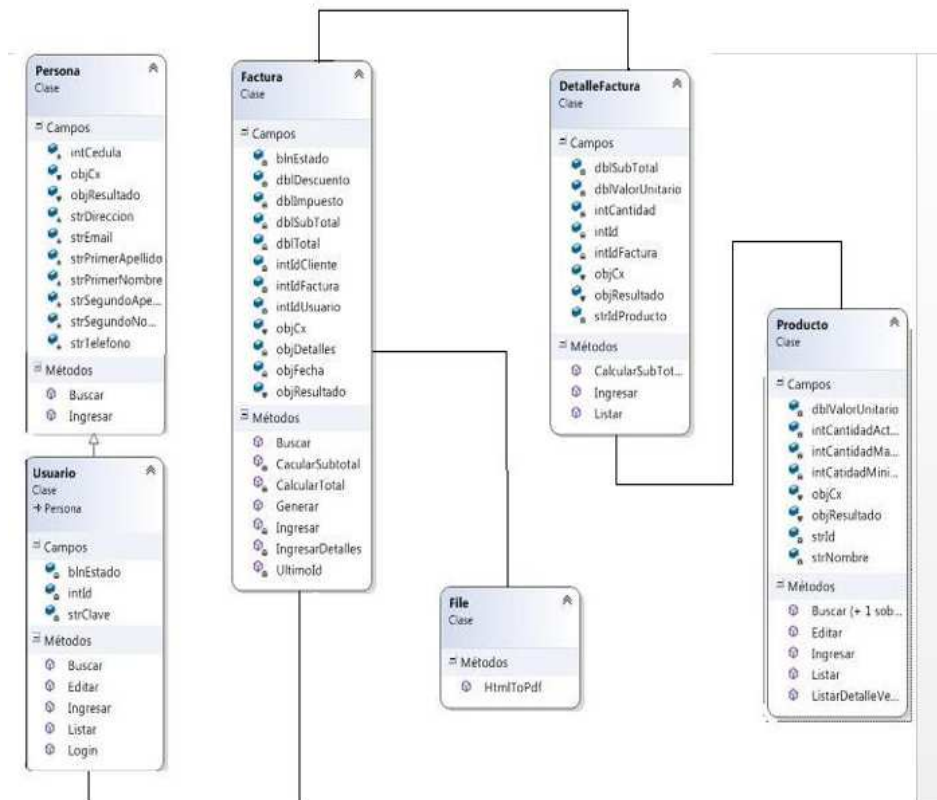 Persona
Clase
Campos
intCedula
objCx
objResultado
strDireccion
strEmail
strPrimerApellido
strPrimerNombre
strSegundoApe...
strSegundoNo...
strTelefono
Métodos
Buscar
Ingresar
Usuario
Clase
Persona
Campos
blnEstado
intId
strClave
Métodos
Buscar
Editar
Ingresar
Listar
Login
Factura
Clase
Campos
blnEstado
dblDescuento
dblImpuesto
dblSubTotal
dblTotal
intIdCliente
intIdFactura
intIdUsuario
objCx
objDetalles
objFecha
objResultado
Métodos
Buscar
CacularSubtotal
CalcularTotal
Generar
Ingresar
IngresarDetalles
UltimoId
DetalleFactura
Clase
Campos
dblSubTotal
dblValorUnitario
intCantidad
intId
intIdFactura
objCx
objResultado
strIdProducto
Métodos
CalcularSubTot...
Ingresar
Listar
File
Clase
Métodos
HtmlToPdf
Producto
Clase
Campos
dblValorUnitario
intCantidadAct...
intCantidadMa...
intCatidadMini...
objCx
objResultado
strId
strNombre
Métodos
Buscar (+ 1 sob...
Editar
Ingresar
Listar
ListarDetalleVe...